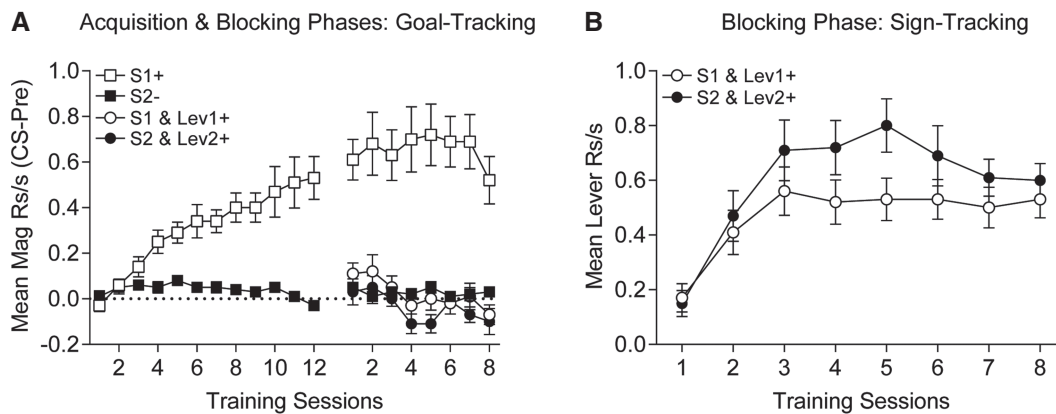 A Acquisition & Blocking Phases: Goal-Tracking
Mean Mag Rs/s (CS-Pre)
1.0
0.8
0.6
0.4
0.2
0.0
-0.2
S1+
S2-
S1 & Lev1+
S2 & Lev2+
2 4 6 8 10 12 2 4 6 8
Training Sessions
B Blocking Phase: Sign-Tracking
Mean Lever Rs/s
1.0
0.8
0.6
0.4
0.2
0.0
S1 & Lev1+
S2 & Lev2+
1 2 3 4 5 6 7 8
Training Sessions